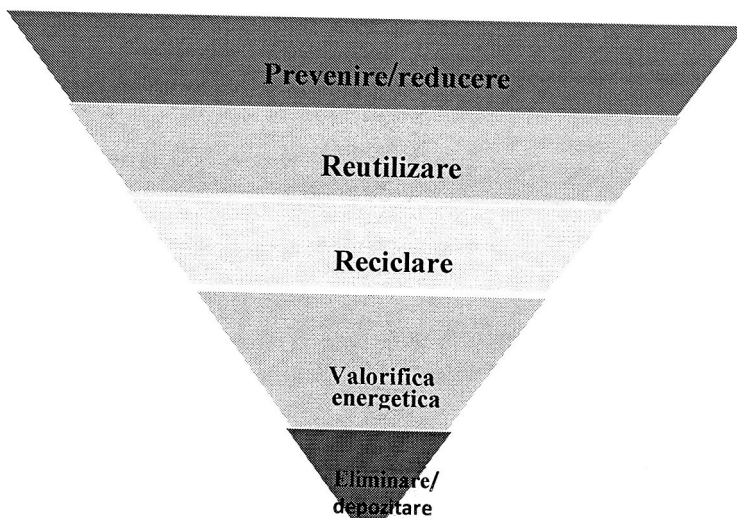 Prevenire/reducere
Reutilizare
Reciclare
Valorifica
energetica
Eliminare/
depozitare